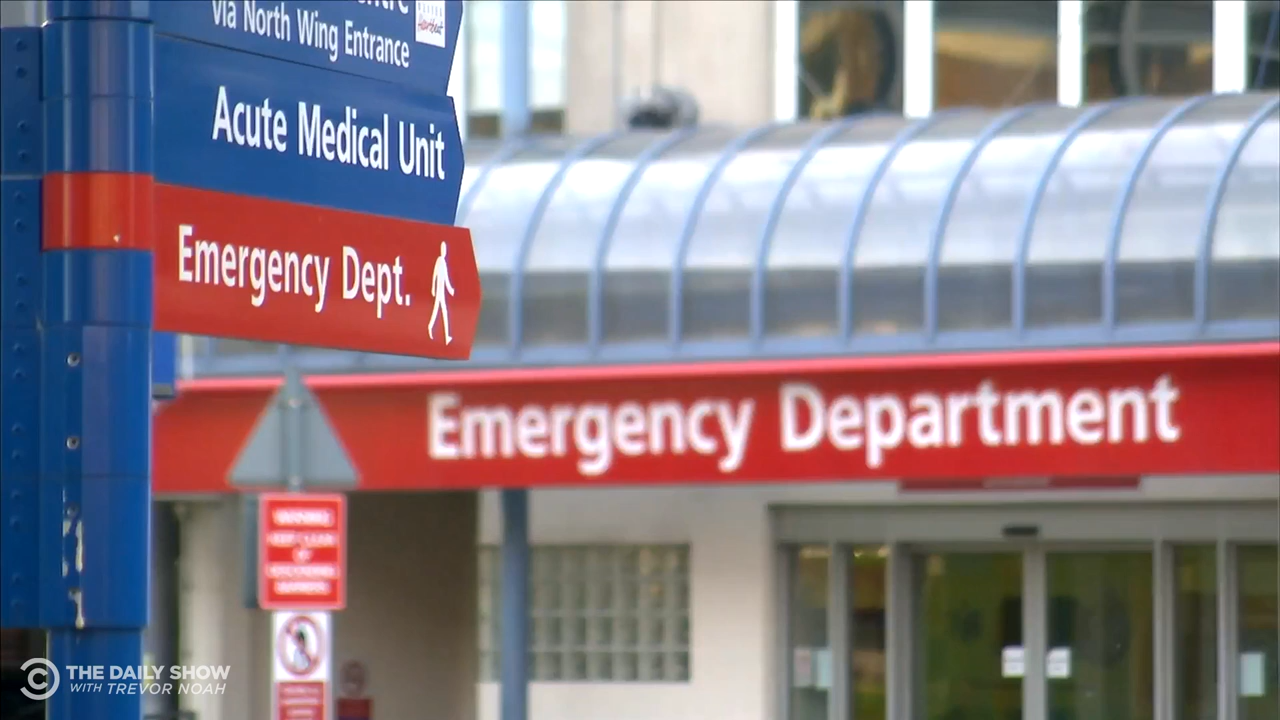 via North Wing Entrance
Acute Medical Unit
Emergency Dept.
Emergency Department
THE DAILY SHOW
WITH TREVOR NOAH